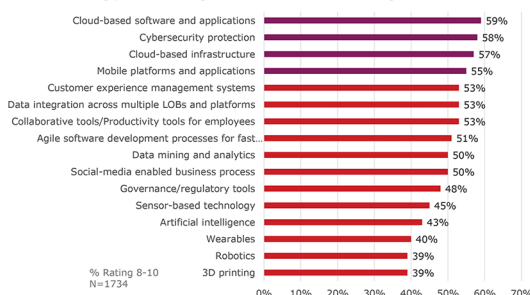 Cloud-based software and applications 59%
Cybersecurity protection 58%
Cloud-based infrastructure 57%
Mobile platforms and applications 55%
Customer experience management systems 53%
Data integration across multiple LOBs and platforms 53%
Collaborative tools/Productivity tools for employees 53%
Agile software development processes for fast... 51%
Data mining and analytics 50%
Social-media enabled business process 50%
Governance/regulatory tools 48%
Sensor-based technology 45%
Artificial intelligence 43%
Wearables 40%
Robotics 39%
3D printing 39%
% Rating 8-10
N=1734
0% 10% 20% 30% 40% 50% 60% 70%